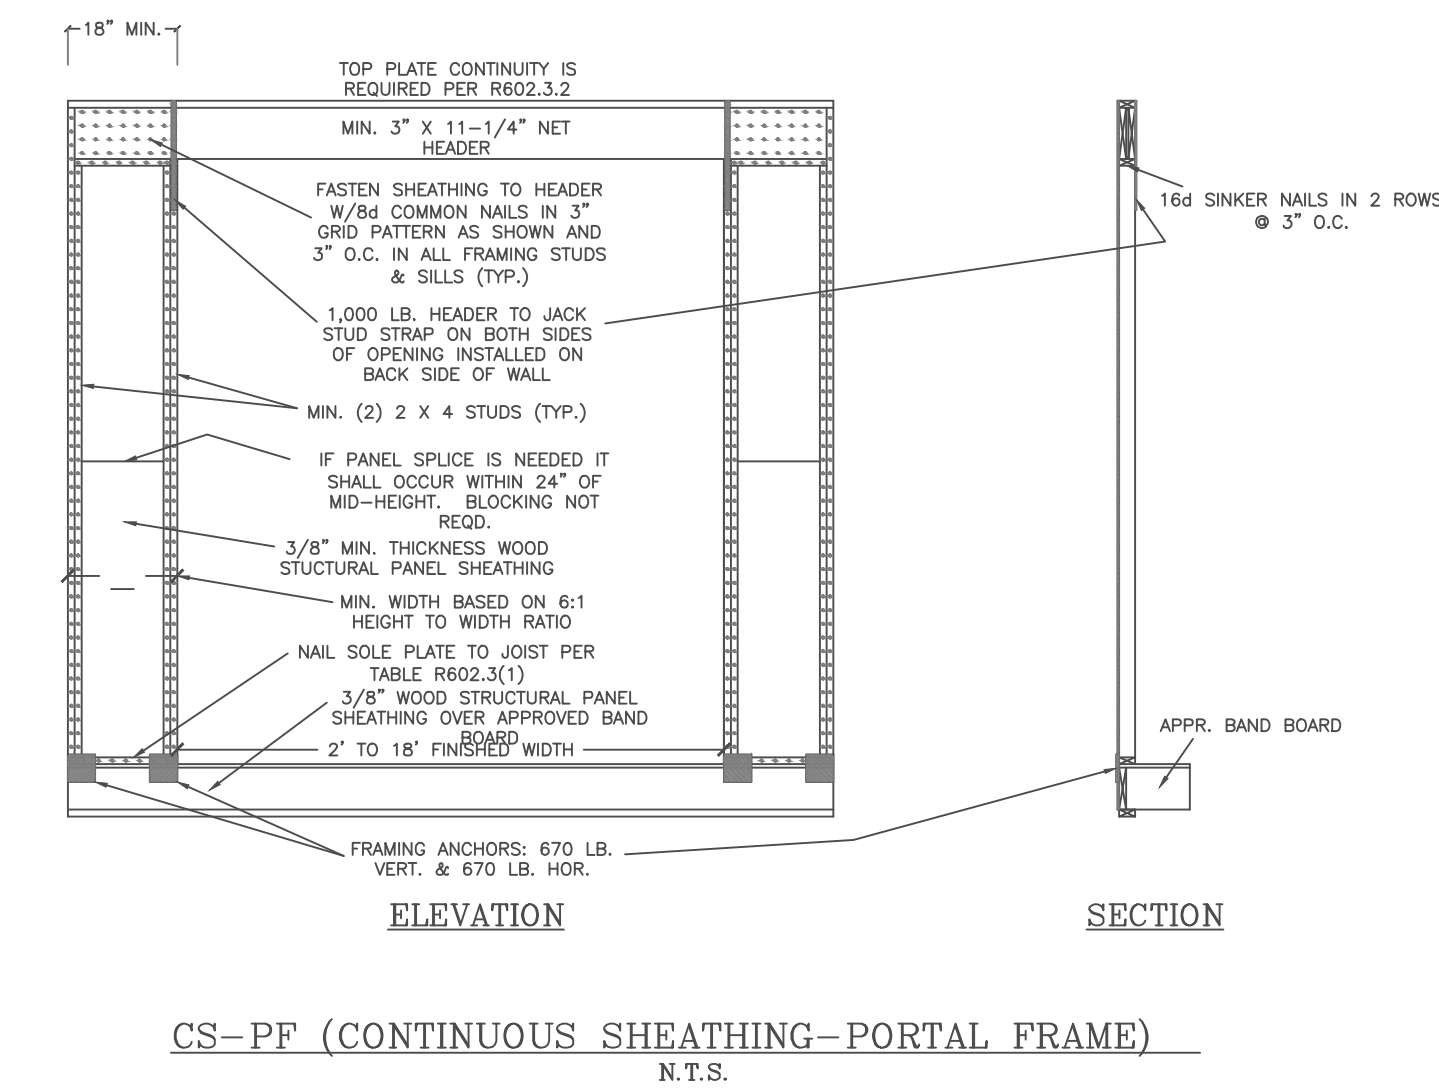 18" MIN.
TOP PLATE CONTINUITY IS
REQUIRED PER R602.3.2
MIN. 3" X 11-1/4" NET
HEADER
FASTEN SHEATHING TO HEADER
W/8d COMMON NAILS IN 3"
GRID PATTERN AS SHOWN AND
3" O.C. IN ALL FRAMING STUDS
& SILLS (TYP.)
1,000 LB. HEADER TO JACK
STUD STRAP ON BOTH SIDES
OF OPENING INSTALLED ON
BACK SIDE OF WALL
MIN. (2) 2 X 4 STUDS (TYP.)
IF PANEL SPLICE IS NEEDED IT
SHALL OCCUR WITHIN 24" OF
MID-HEIGHT. BLOCKING NOT
REQD.
3/8" MIN. THICKNESS WOOD
STUCTURAL PANEL SHEATHING
MIN. WIDTH BASED ON 6:1
HEIGHT TO WIDTH RATIO
NAIL SOLE PLATE TO JOIST PER
TABLE R602.3(1)
3/8" WOOD STRUCTURAL PANEL
SHEATHING OVER APPROVED BAND
BOARD
2' TO 18' FINISHED WIDTH
FRAMING ANCHORS: 670 LB.
VERT. & 670 LB. HOR.
ELEVATION
16d SINKER NAILS IN 2 ROWS
@ 3" O.C.
APPR. BAND BOARD
SECTION
CS-PF (CONTINUOUS SHEATHING-PORTAL FRAME)
N.T.S.